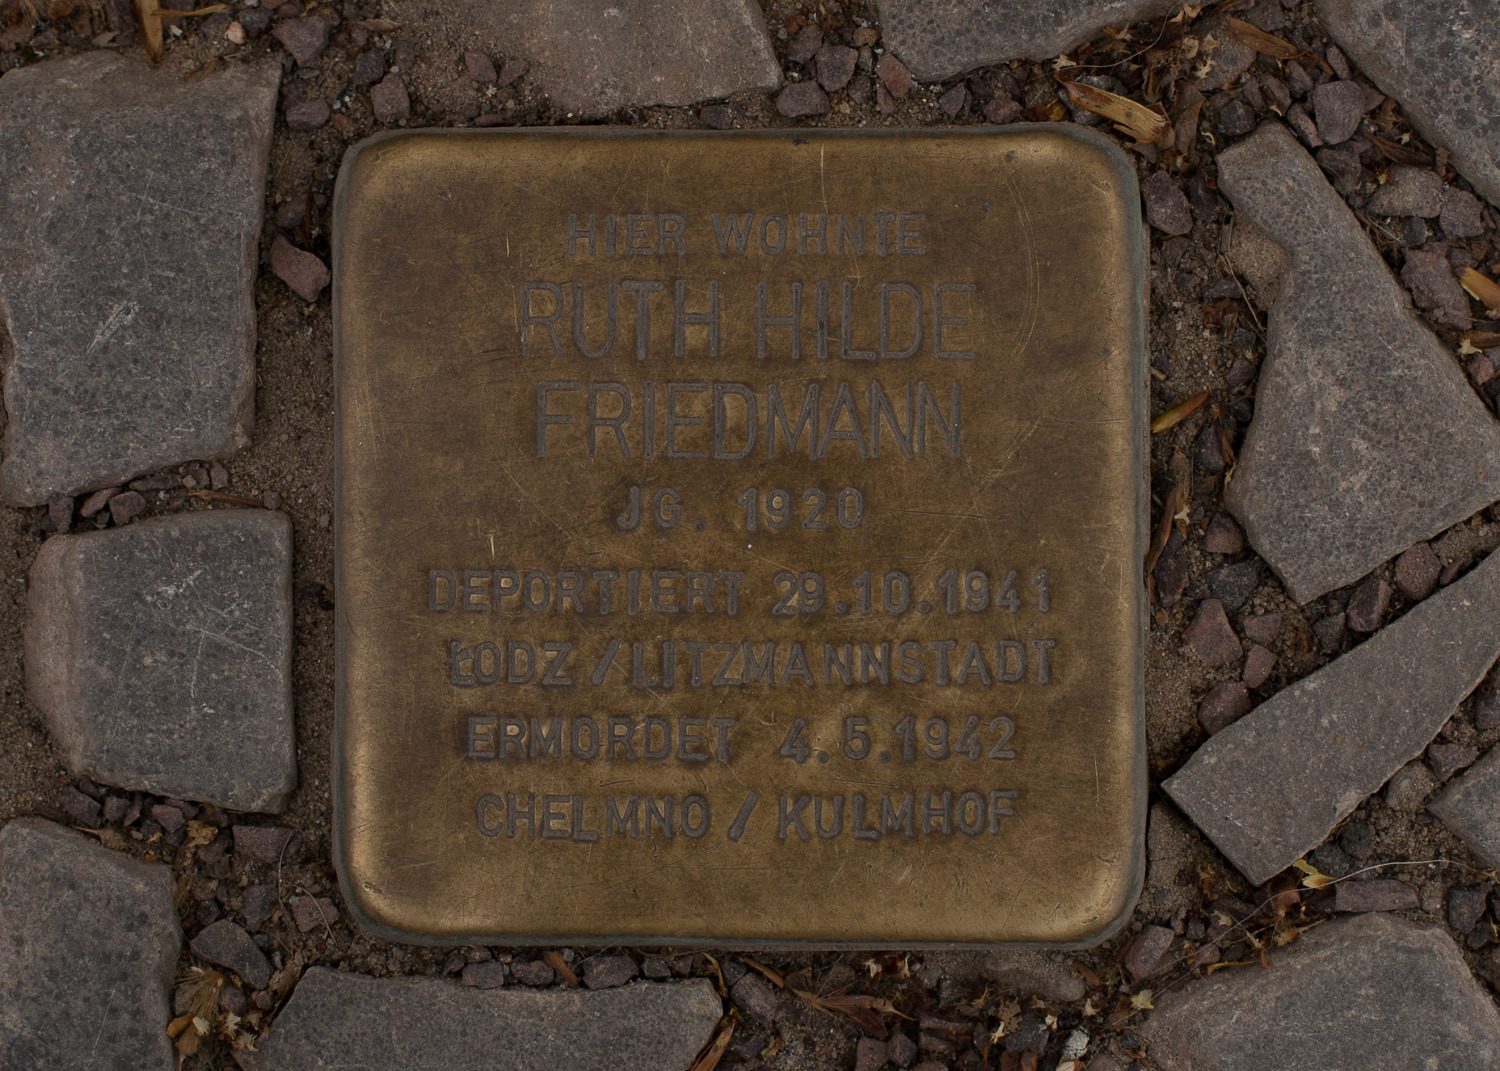 HIER WOHNTE
RUTH HILDE
FRIEDMANN
JG. 1920
DEPORTIERT 29.10.1941
ŁODZ / LITZMANNSTADT
ERMORDET 4.5.1942
CHELMNO / KULMHOF